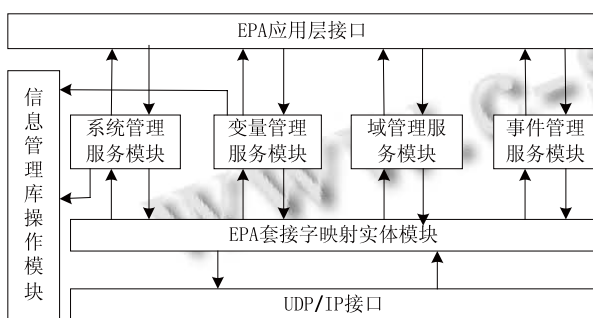 EPA应用层接口
信息管理库操作模块
系统管理
服务模块
变量管理
服务模块
域管理服
务模块
事件管理
服务模块
EPA套接字映射实体模块
UDP/IP接口